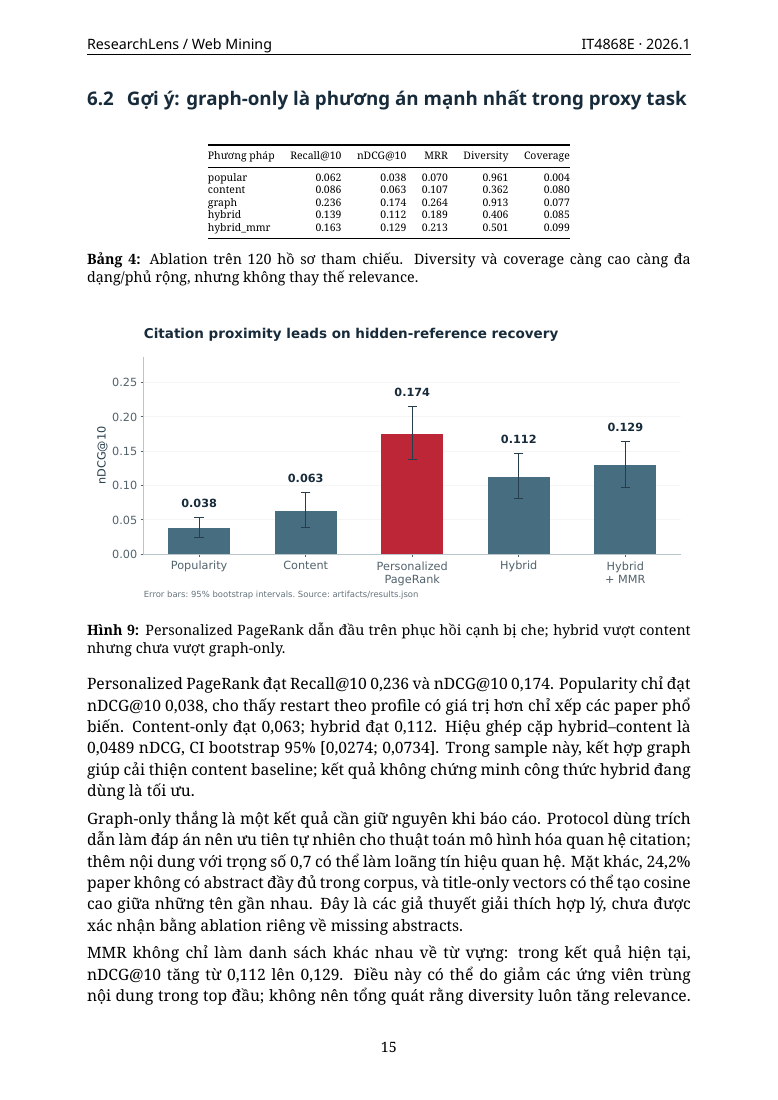 ResearchLens / Web Mining IT4868E · 2026.1
6.2 Gợi ý: graph-only là phương án mạnh nhất trong proxy task
Phương pháp Recall@10 nDCG@10 MRR Diversity Coverage
popular 0.062 0.038 0.070 0.961 0.004
content 0.086 0.063 0.107 0.362 0.080
graph 0.236 0.174 0.264 0.913 0.077
hybrid 0.139 0.112 0.189 0.406 0.085
hybrid_mmr 0.163 0.129 0.213 0.501 0.099
Bảng 4: Ablation trên 120 hồ sơ tham chiếu. Diversity và coverage càng cao càng đa
dạng/phủ rộng, nhưng không thay thế relevance.
Citation proximity leads on hidden-reference recovery
nDCG@10
0.25
0.20
0.15
0.10
0.05
0.00
0.038
0.063
0.174
0.112
0.129
Popularity Content Personalized Hybrid Hybrid
PageRank + MMR
Error bars: 95% bootstrap intervals. Source: artifacts/results.json
Hình 9: Personalized PageRank dẫn đầu trên phục hồi cạnh bị che; hybrid vượt content
nhưng chưa vượt graph-only.
Personalized PageRank đạt Recall@10 0,236 và nDCG@10 0,174. Popularity chỉ đạt
nDCG@10 0,038, cho thấy restart theo profile có giá trị hơn chỉ xếp các paper phổ
biến. Content-only đạt 0,063; hybrid đạt 0,112. Hiệu ghép cặp hybrid–content là
0,0489 nDCG, CI bootstrap 95% [0,0274; 0,0734]. Trong sample này, kết hợp graph
giúp cải thiện content baseline; kết quả không chứng minh công thức hybrid đang
dùng là tối ưu.
Graph-only thắng là một kết quả cần giữ nguyên khi báo cáo. Protocol dùng trích
dẫn làm đáp án nên ưu tiên tự nhiên cho thuật toán mô hình hóa quan hệ citation;
thêm nội dung với trọng số 0,7 có thể làm loãng tín hiệu quan hệ. Mặt khác, 24,2%
paper không có abstract đầy đủ trong corpus, và title-only vectors có thể tạo cosine
cao giữa những tên gần nhau. Đây là các giả thuyết giải thích hợp lý, chưa được
xác nhận bằng ablation riêng về missing abstracts.
MMR không chỉ làm danh sách khác nhau về từ vựng: trong kết quả hiện tại,
nDCG@10 tăng từ 0,112 lên 0,129. Điều này có thể do giảm các ứng viên trùng
nội dung trong top đầu; không nên tổng quát rằng diversity luôn tăng relevance.
15